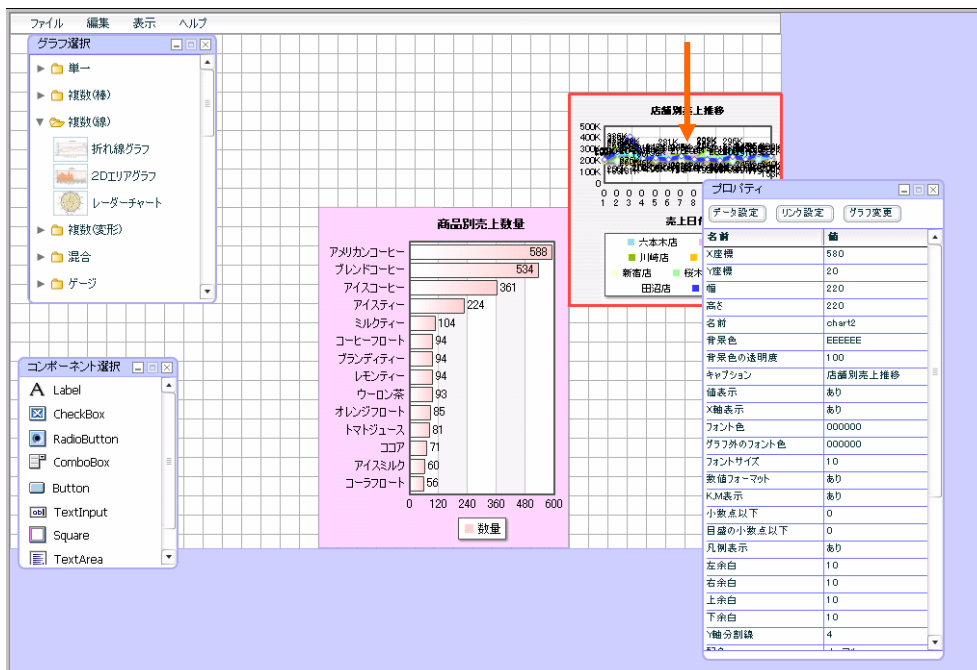 ファイル 編集 表示 ヘルプ
グラフ選択
単一
複数(棒)
複数(線)
折れ線グラフ
2Dエリアグラフ
レーダーチャート
複数(変形)
混合
ゲージ
コンポーネント選択
Label
CheckBox
RadioButton
ComboBox
Button
TextInput
Square
TextArea
商品別売上数量
アメリカンコーヒー 588
ブレンドコーヒー 534
アイスコーヒー 361
アイスティー 224
ミルクティー 104
コーヒーフロート 94
ブランディティー 94
レモンティー 94
ウーロン茶 93
オレンジフロート 85
トマトジュース 81
ココア 71
アイスミルク 60
コーラフロート 56
0 120 240 360 480 600
数量
店舗別売上推移
500K
400K
300K
200K
100K
0
0 0 0 0 0 0 0 0
1 2 3 4 5 6 7 8
売上日
六本木店
川崎店
新宿店 桜木
田沼店
プロパティ
データ設定 リンク設定 グラフ変更
名前 値
X座標 580
Y座標 20
幅 220
高さ 220
名前 chart2
背景色 EEEEEE
背景色の透明度 100
キャプション 店舗別売上推移
値表示 あり
X軸表示 あり
フォント色 000000
グラフ外のフォント色 000000
フォントサイズ 10
数値フォーマット あり
K,M表示 あり
小数点以下 0
目盛の小数点以下 0
凡例表示 あり
左余白 10
右余白 10
上余白 10
下余白 10
Y軸分割線 4